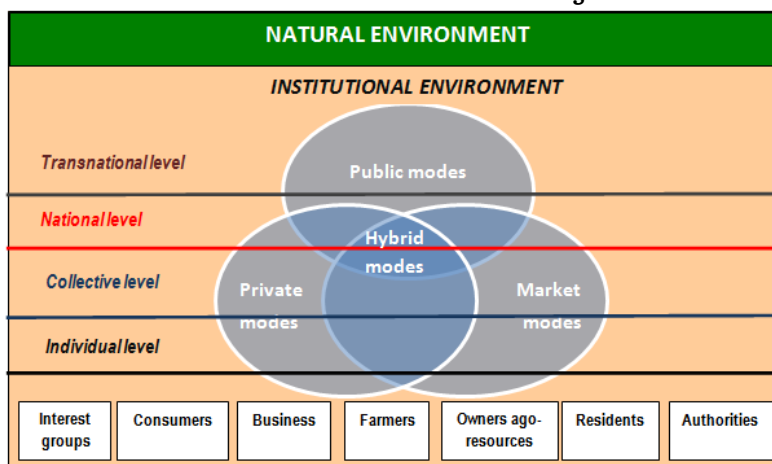 NATURAL ENVIRONMENT
INSTITUTIONAL ENVIRONMENT
Transnational level
Public modes
National level
Hybrid
modes
Collective level
Private
modes
Market
modes
Individual level
Interest
groups
Consumers
Business
Farmers
Owners ago-
resources
Residents
Authorities